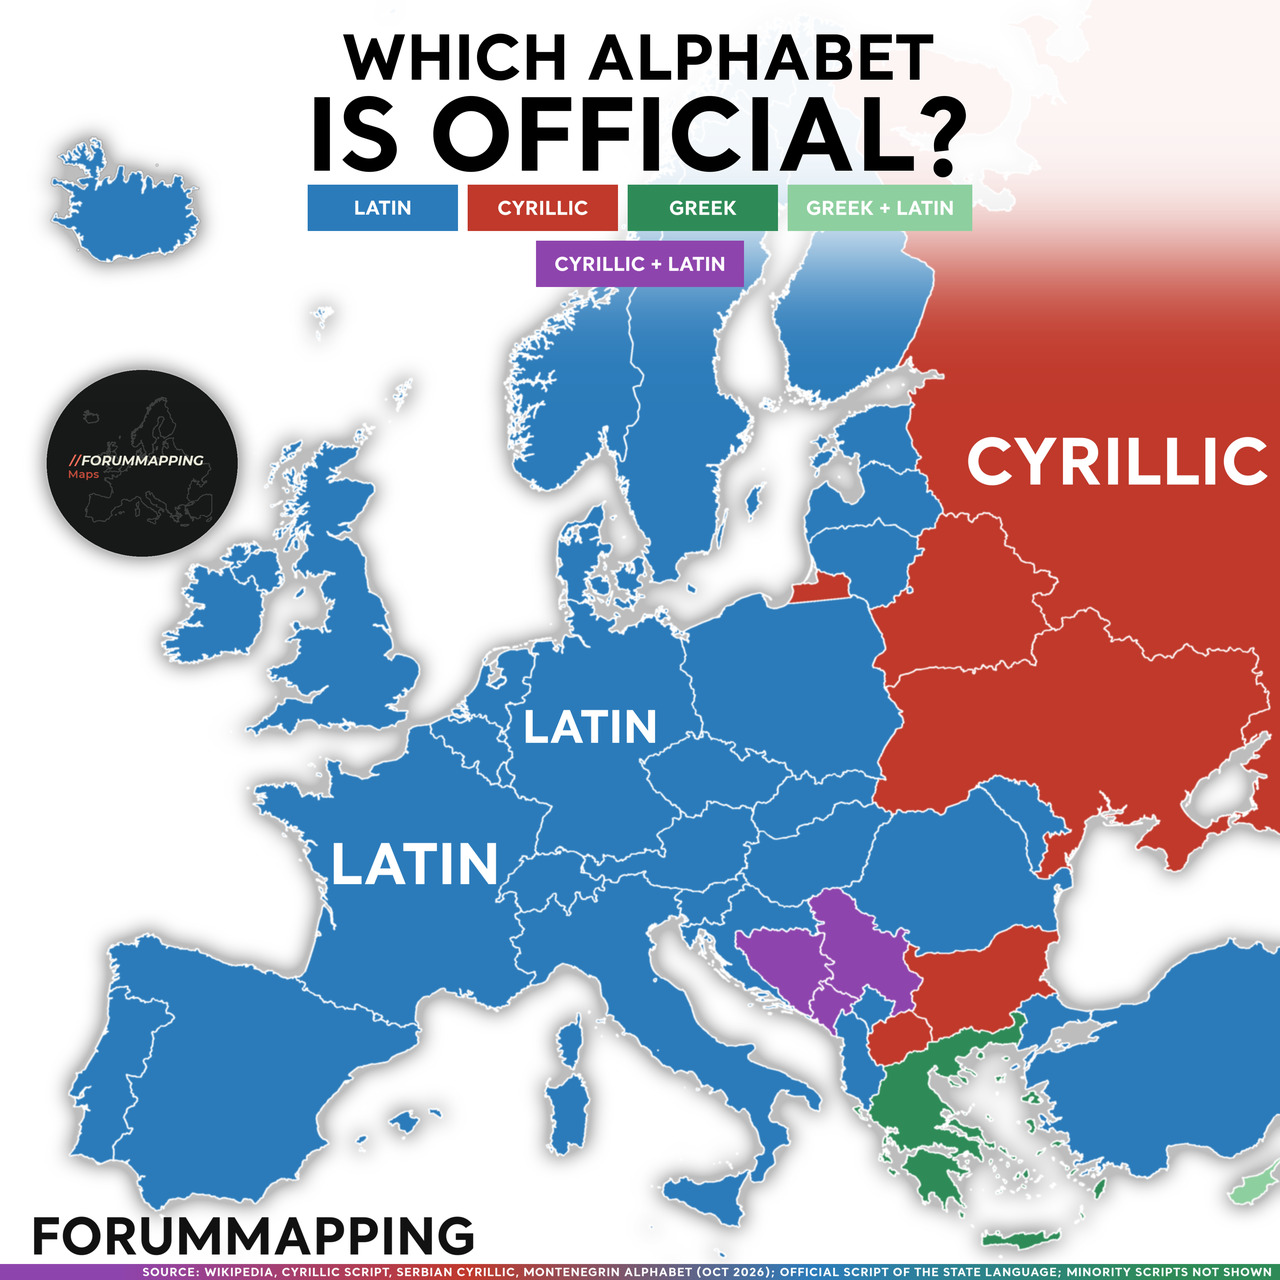 WHICH ALPHABET
IS OFFICIAL?
LATIN
CYRILLIC
GREEK
GREEK + LATIN
CYRILLIC + LATIN
//FORUMMAPPING
Maps
CYRILLIC
LATIN
LATIN
FORUMMAPPING
SOURCE: WIKIPEDIA, CYRILLIC SCRIPT, SERBIAN CYRILLIC, MONTENEGRIN ALPHABET (OCT 2026); OFFICIAL SCRIPT OF THE STATE LANGUAGE; MINORITY SCRIPTS NOT SHOWN